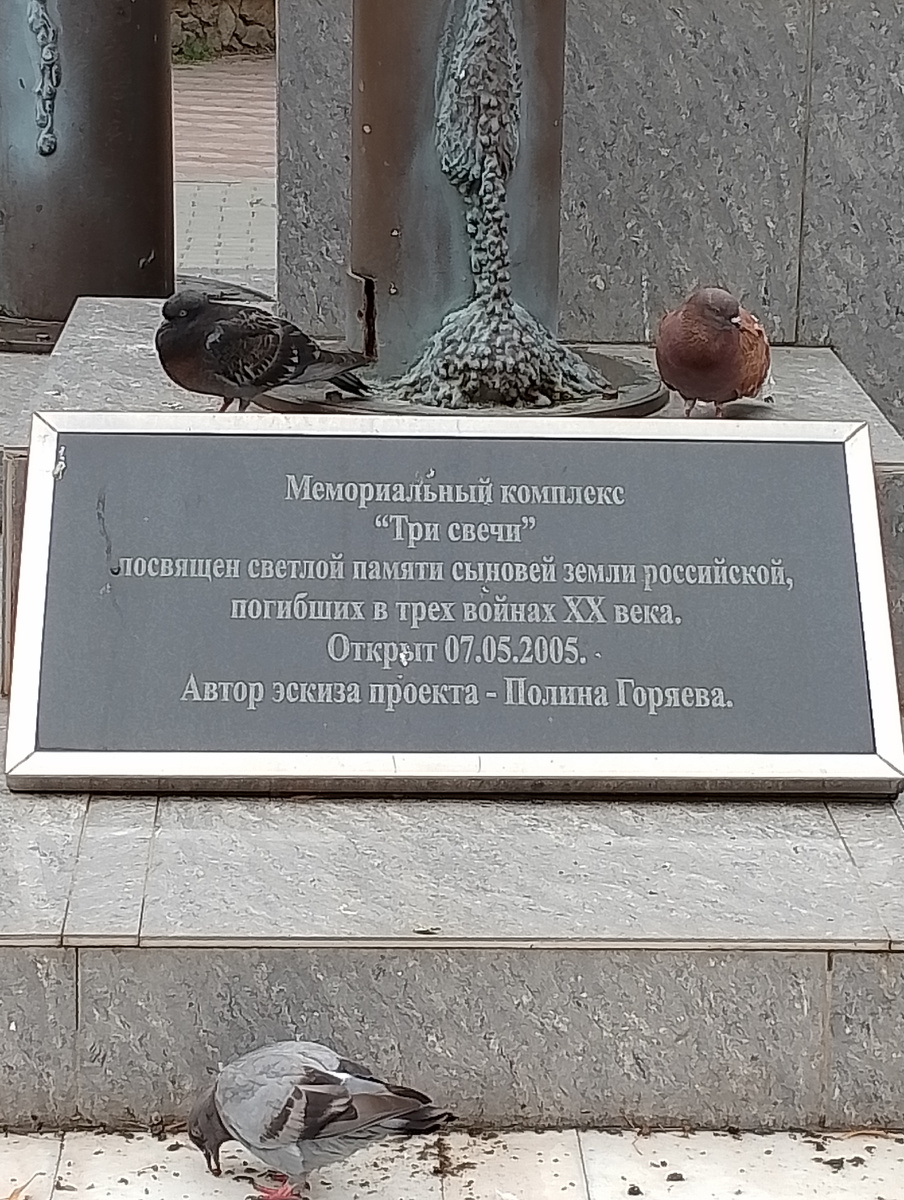 Мемориальный комплекс
“Три свечи”
посвящен светлой памяти сыновей земли российской,
погибших в трех войнах XX века.
Открыт 07.05.2005.
Автор эскиза проекта - Полина Горяева.